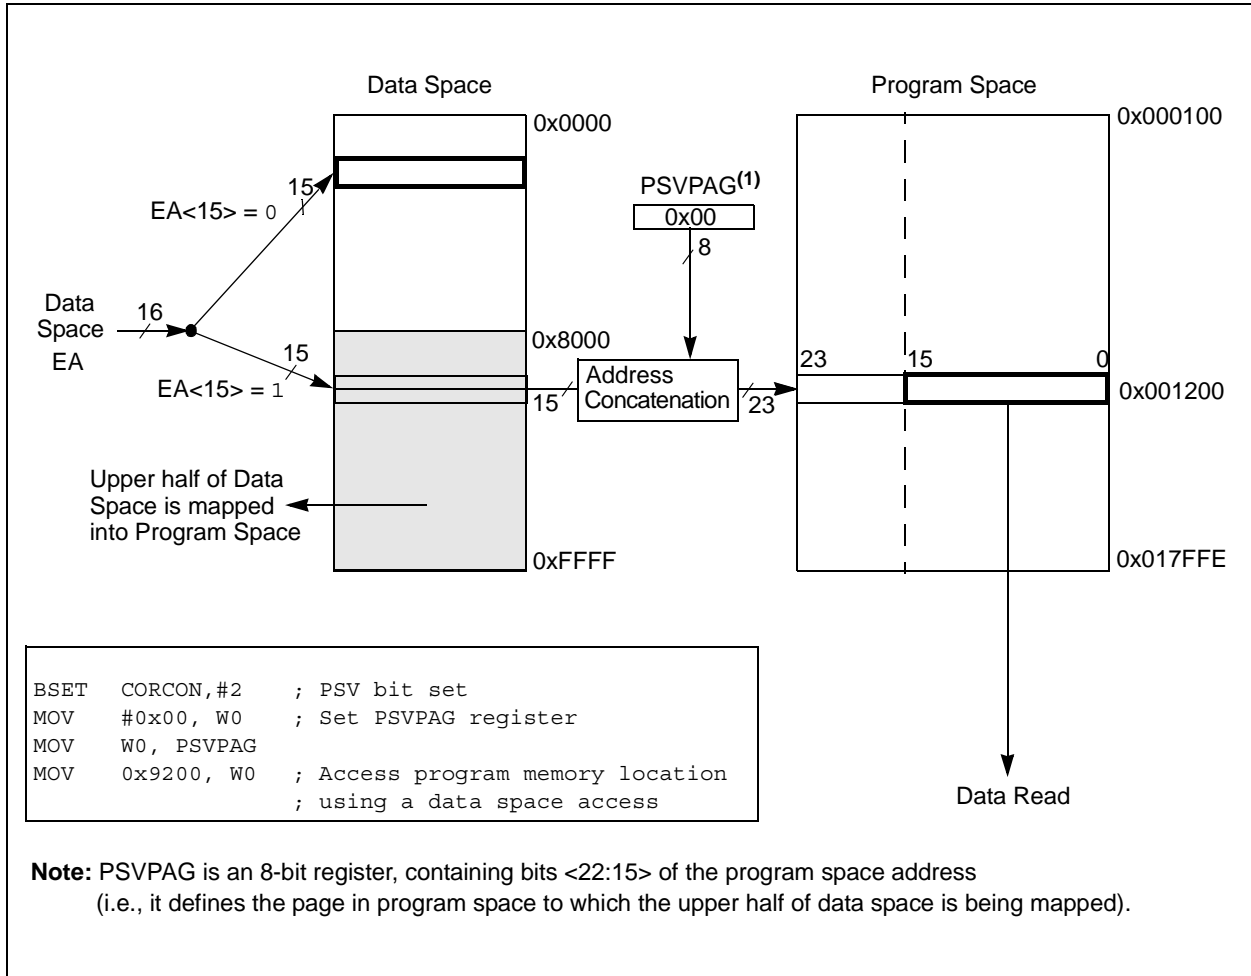 Data Space
Program Space
0x0000
0x000100
15
EA<15> = 0
PSVPAG(1)
0x00
8
Data
Space
EA
16
0x8000
15
EA<15> = 1
15
Address
Concatenation
23
23
15
0
0x001200
Upper half of Data
Space is mapped
into Program Space
0xFFFF
0x017FFE
BSET CORCON,#2 ; PSV bit set
MOV #0x00, W0 ; Set PSVPAG register
MOV W0, PSVPAG
MOV 0x9200, W0 ; Access program memory location
; using a data space access
Data Read
Note: PSVPAG is an 8-bit register, containing bits <22:15> of the program space address
(i.e., it defines the page in program space to which the upper half of data space is being mapped).